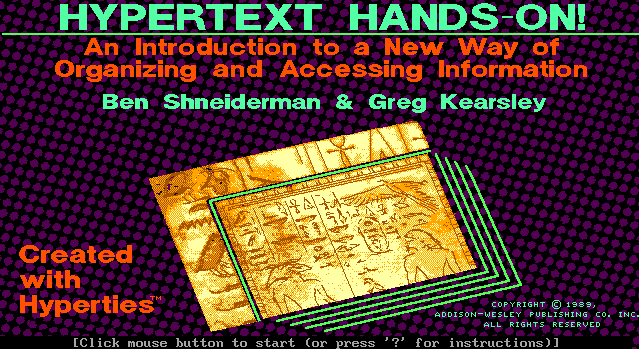 HYPERTEXT HANDS-ON!
An Introduction to a New Way of
Organizing and Accessing Information
Ben Shneiderman & Greg Kearsley
Created
with
Hyperties™
COPYRIGHT © 1989,
ADDISON-WESLEY PUBLISHING CO. INC.
ALL RIGHTS RESERVED
[Click mouse button to start (or press '?' for instructions)]